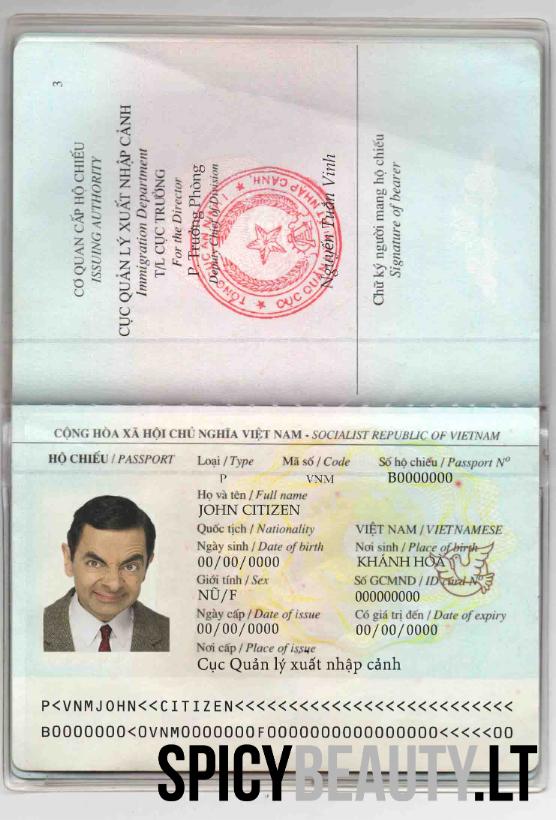 3
CƠ QUAN CẤP HỘ CHIẾU
ISSUING AUTHORITY
CỤC QUẢN LÝ XUẤT NHẬP CẢNH
Immigration Department
T/L CỤC TRƯỞNG
For the Director
P. Trưởng Phòng
Deputy Chief of Division
Nguyễn Tuấn Vinh
Chữ ký người mang hộ chiếu
Signature of bearer
CỘNG HÒA XÃ HỘI CHỦ NGHĨA VIỆT NAM - SOCIALIST REPUBLIC OF VIETNAM
HỘ CHIẾU / PASSPORT Loại / Type Mã số / Code Số hộ chiếu / Passport Nº
P VNM B0000000
Họ và tên / Full name
JOHN CITIZEN
Quốc tịch / Nationality VIỆT NAM / VIETNAMESE
Ngày sinh / Date of birth Nơi sinh / Place of birth
00/00/0000 KHÁNH HÒA
Giới tính / Sex Số GCMND / ID card Nº
NỮ/F 000000000
Ngày cấp / Date of issue Có giá trị đến / Date of expiry
00/00/0000 00/00/0000
Nơi cấp / Place of issue
Cục Quản lý xuất nhập cảnh
P<VNMJOHN<<CITIZEN<<<<<<<<<<<<<<<<<<<<<<<<<<
B0000000<0VNM0000000F0000000000000000<<<<<00
SPICYBEAUTY.LT